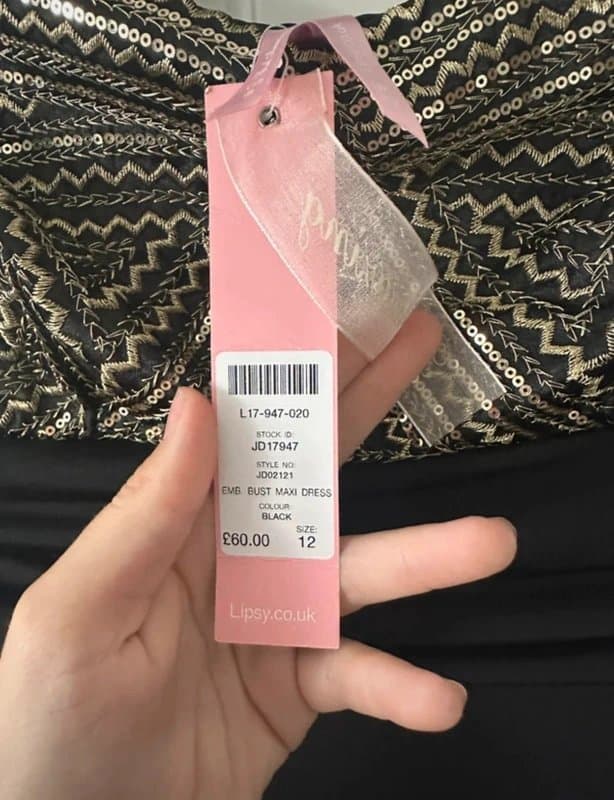 L17-947-020
STOCK ID:
JD17947
STYLE NO:
JD02121
EMB. BUST MAXI DRESS
COLOUR:
BLACK
SIZE:
£60.00 12
Lipsy.co.uk